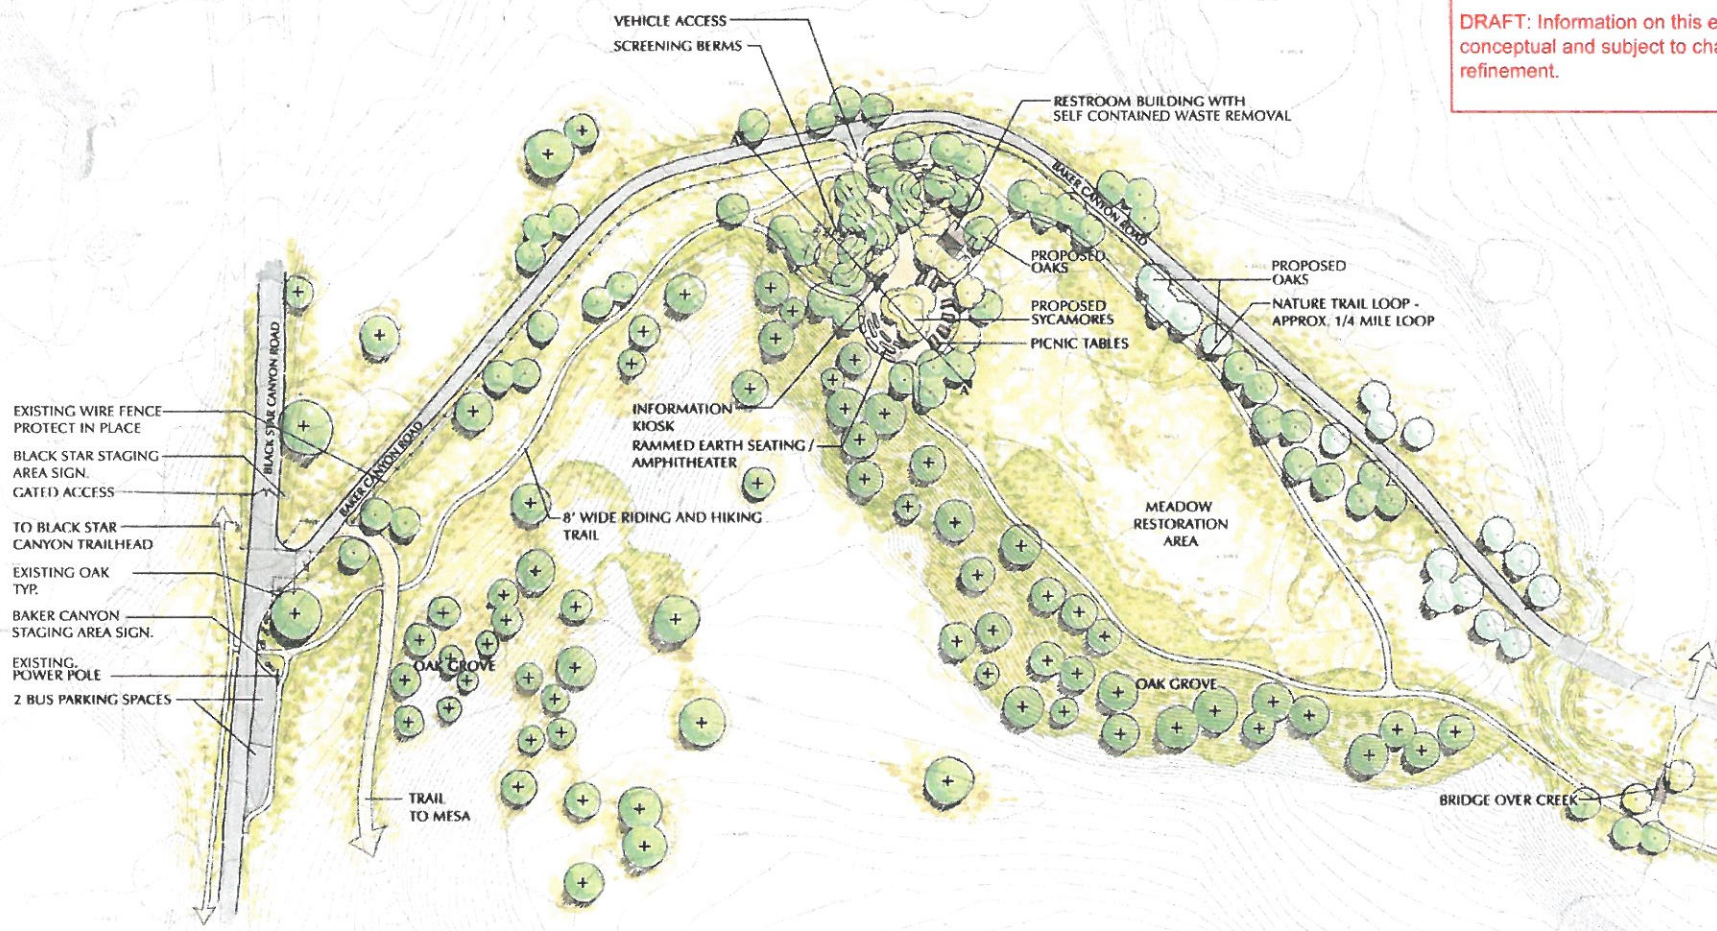 VEHICLE ACCESS
SCREENING BERMS
DRAFT: Information on this e
conceptual and subject to cha
refinement.
RESTROOM BUILDING WITH
SELF CONTAINED WASTE REMOVAL
A
BAKER CANYON ROAD
PROPOSED
OAKS
PROPOSED
OAKS
NATURE TRAIL LOOP -
APPROX. 1/4 MILE LOOP
PROPOSED
SYCAMORES
PICNIC TABLES
A
BLACK STAR CANYON ROAD
BAKER CANYON ROAD
INFORMATION
KIOSK
RAMMED EARTH SEATING /
AMPHITHEATER
EXISTING WIRE FENCE
PROTECT IN PLACE
BLACK STAR STAGING
AREA SIGN.
GATED ACCESS
TO BLACK STAR
CANYON TRAILHEAD
EXISTING OAK
TYP.
BAKER CANYON
STAGING AREA SIGN.
EXISTING.
POWER POLE
2 BUS PARKING SPACES
8' WIDE RIDING AND HIKING
TRAIL
MEADOW
RESTORATION
AREA
OAK GROVE
OAK GROVE
TRAIL
TO MESA
BRIDGE OVER CREEK